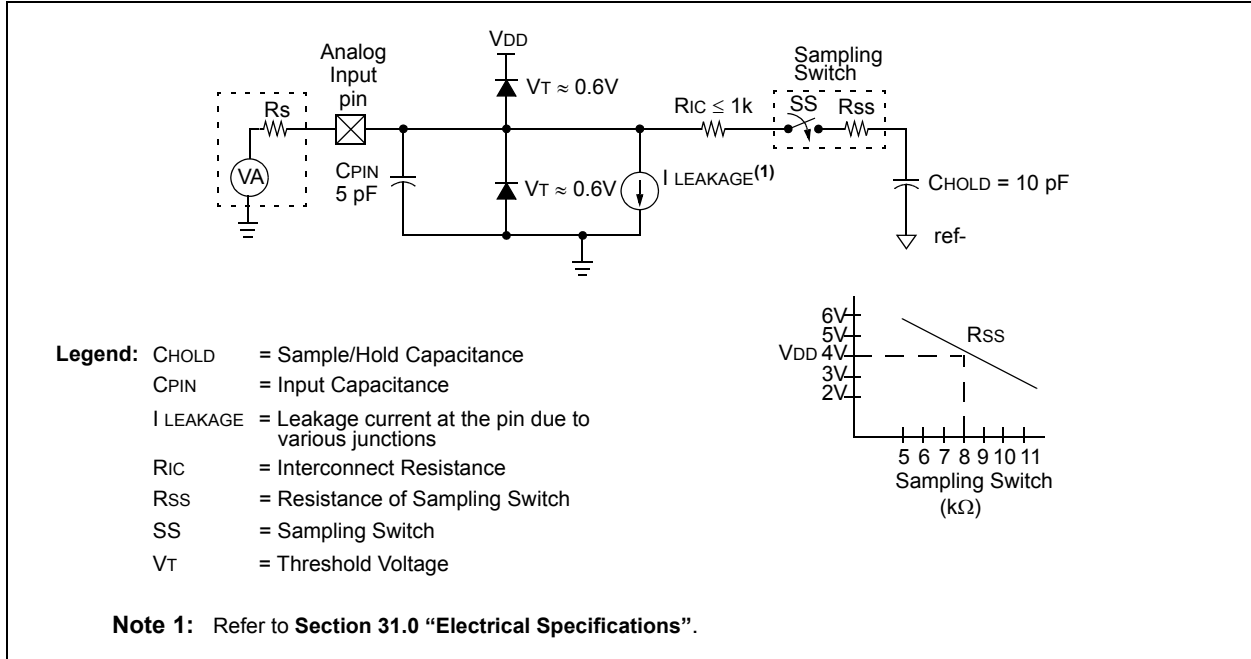 VDD
Analog
Input
pin
Sampling
Switch
VT ≈ 0.6V
RIC ≤ 1k
SS
Rss
Rs
VA
CPIN
5 pF
VT ≈ 0.6V
I LEAKAGE(1)
CHOLD = 10 pF
ref-
6V
5V
VDD 4V
3V
2V
RSS
5 6 7 8 9 10 11
Sampling Switch
(kΩ)
Legend: CHOLD = Sample/Hold Capacitance
CPIN = Input Capacitance
I LEAKAGE = Leakage current at the pin due to
various junctions
RIC = Interconnect Resistance
RSS = Resistance of Sampling Switch
SS = Sampling Switch
VT = Threshold Voltage
Note 1: Refer to Section 31.0 “Electrical Specifications”.